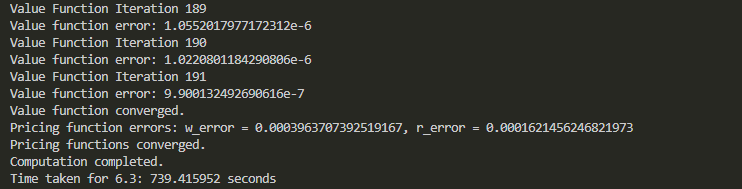 Value Function Iteration 189
Value function error: 1.0552017977172312e-6
Value Function Iteration 190
Value function error: 1.0220801184290806e-6
Value Function Iteration 191
Value function error: 9.900132492690616e-7
Value function converged.
Pricing function errors: w_error = 0.0003963707392519167, r_error = 0.0001621456246821973
Pricing functions converged.
Computation completed.
Time taken for 6.3: 739.415952 seconds